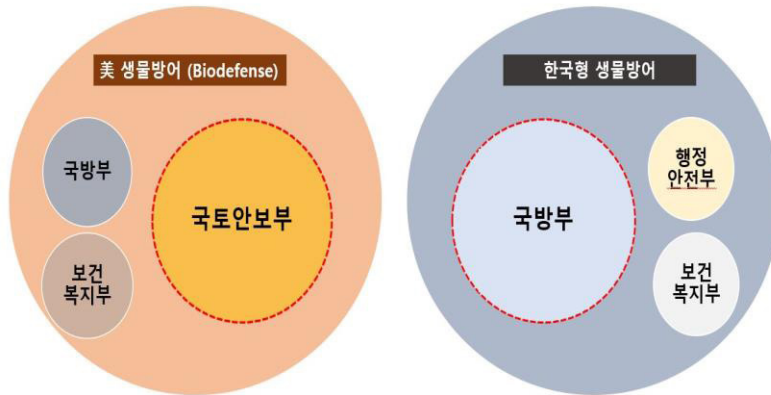 美 생물방어 (Biodefense)
국방부
국토안보부
보건
복지부
한국형 생물방어
행정
안전부
국방부
보건
복지부